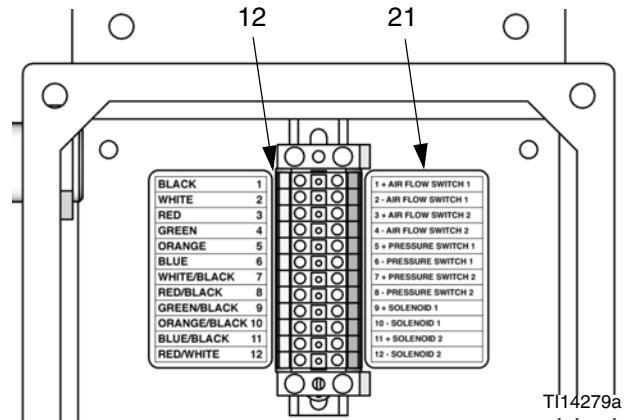 12
21
BLACK 1
WHITE 2
RED 3
GREEN 4
ORANGE 5
BLUE 6
WHITE/BLACK 7
RED/BLACK 8
GREEN/BLACK 9
ORANGE/BLACK 10
BLUE/BLACK 11
RED/WHITE 12
1 + AIR FLOW SWITCH 1
2 - AIR FLOW SWITCH 1
3 + AIR FLOW SWITCH 2
4 - AIR FLOW SWITCH 2
5 + PRESSURE SWITCH 1
6 - PRESSURE SWITCH 1
7 + PRESSURE SWITCH 2
8 - PRESSURE SWITCH 2
9 + SOLENOID 1
10 - SOLENOID 1
11 + SOLENOID 2
12 - SOLENOID 2
TI14279a